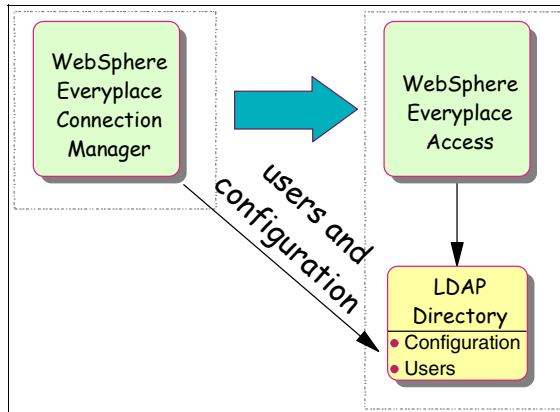 WebSphere
Everyplace
Connection
Manager
WebSphere
Everyplace
Access
users and
configuration
LDAP
Directory
Configuration
Users